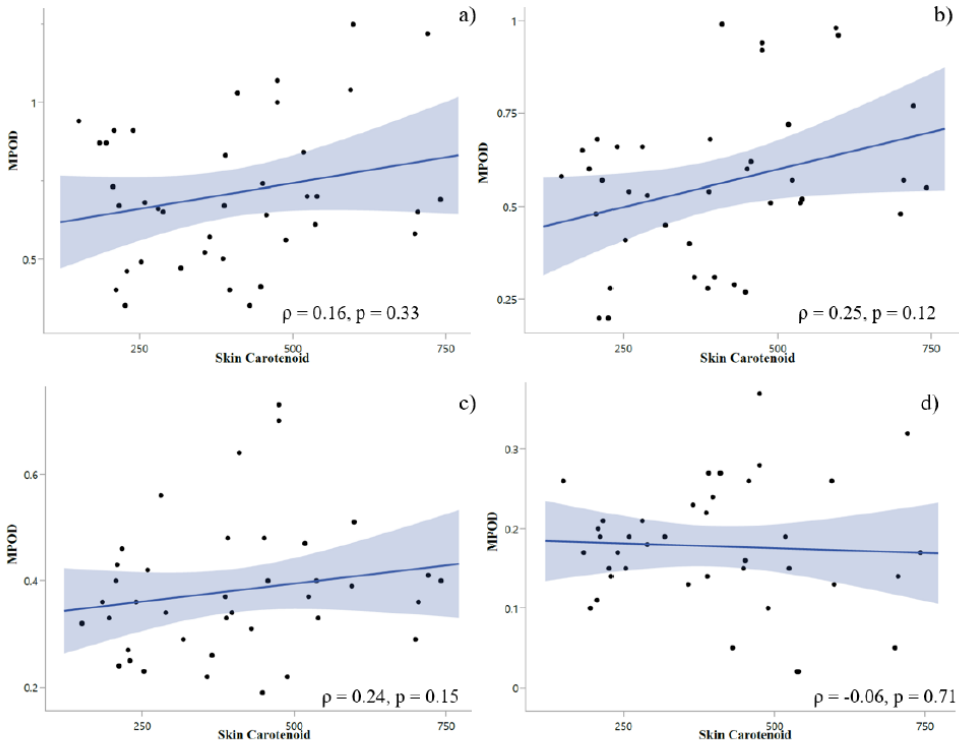 a)
1
0.5
MPOD
ρ = 0.16, p = 0.33
250
500
750
Skin Carotenoid
b)
1
0.75
0.5
0.25
MPOD
ρ = 0.25, p = 0.12
250
500
750
Skin Carotenoid
c)
0.6
0.4
0.2
MPOD
ρ = 0.24, p = 0.15
250
500
750
Skin Carotenoid
d)
0.3
0.2
0.1
0
MPOD
ρ = -0.06, p = 0.71
250
500
750
Skin Carotenoid